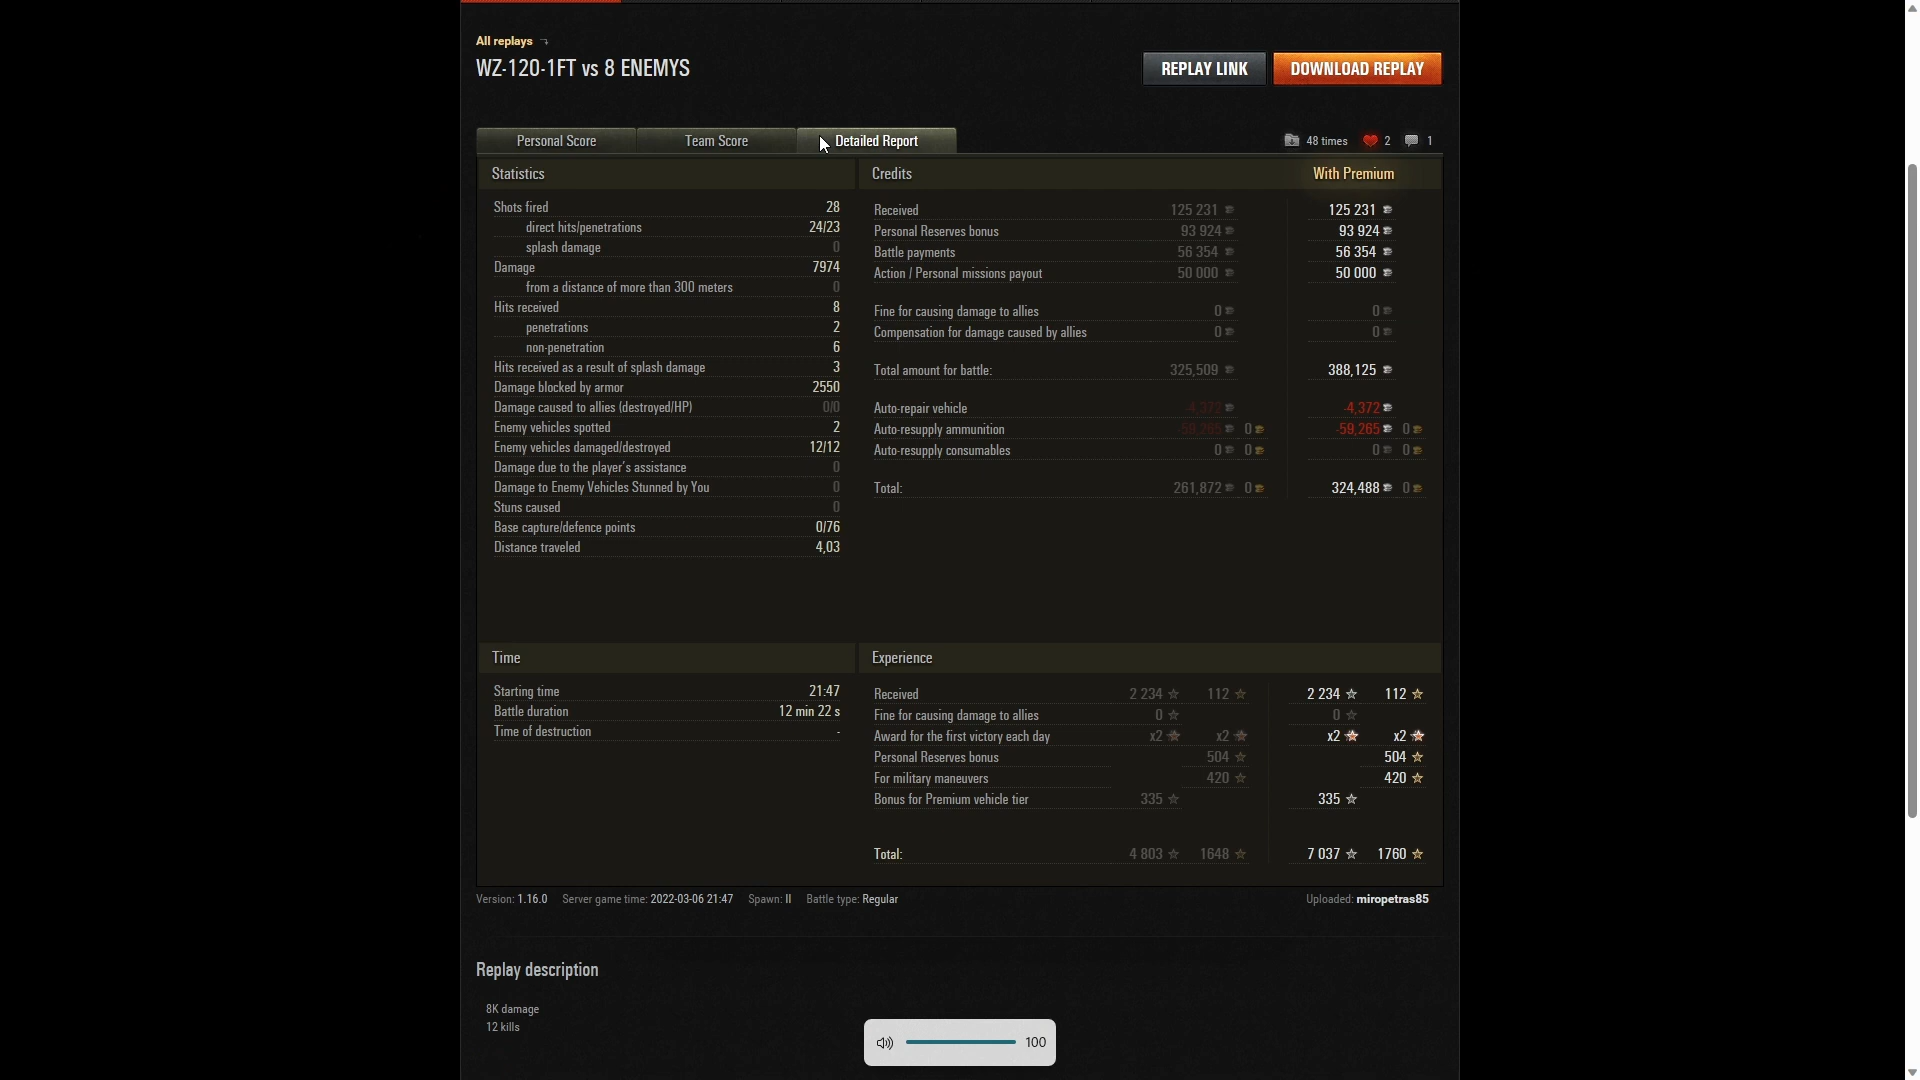 All replays
WZ-120-1FT vs 8 ENEMYS
REPLAY LINK
DOWNLOAD REPLAY
Personal Score
Team Score
Detailed Report
48 times 2 1
Statistics
Shots fired 28
direct hits/penetrations 24/23
splash damage 0
Damage 7974
from a distance of more than 300 meters 0
Hits received 8
penetrations 2
non-penetration 6
Hits received as a result of splash damage 3
Damage blocked by armor 2550
Damage caused to allies (destroyed/HP) 0/0
Enemy vehicles spotted 2
Enemy vehicles damaged/destroyed 12/12
Damage due to the player's assistance 0
Damage to Enemy Vehicles Stunned by You 0
Stuns caused 0
Base capture/defence points 0/76
Distance traveled 4,03
Credits With Premium
Received 125 231 125 231
Personal Reserves bonus 93 924 93 924
Battle payments 56 354 56 354
Action / Personal missions payout 50 000 50 000
Fine for causing damage to allies 0 0
Compensation for damage caused by allies 0 0
Total amount for battle: 325,509 388,125
Auto-repair vehicle -4,372 -4,372
Auto-resupply ammunition -59,265 0 -59,265 0
Auto-resupply consumables 0 0 0 0
Total: 261,872 0 324,488 0
Time
Starting time 21:47
Battle duration 12 min 22 s
Time of destruction -
Experience
Received 2 234 112 2 234 112
Fine for causing damage to allies 0 0
Award for the first victory each day x2 x2 x2 x2
Personal Reserves bonus 504 504
For military maneuvers 420 420
Bonus for Premium vehicle tier 335 335
Total: 4 803 1648 7 037 1760
Version: 1.16.0 Server game time: 2022-03-06 21:47 Spawn: II Battle type: Regular Uploaded: miropetras85
Replay description
8K damage
12 kills
100